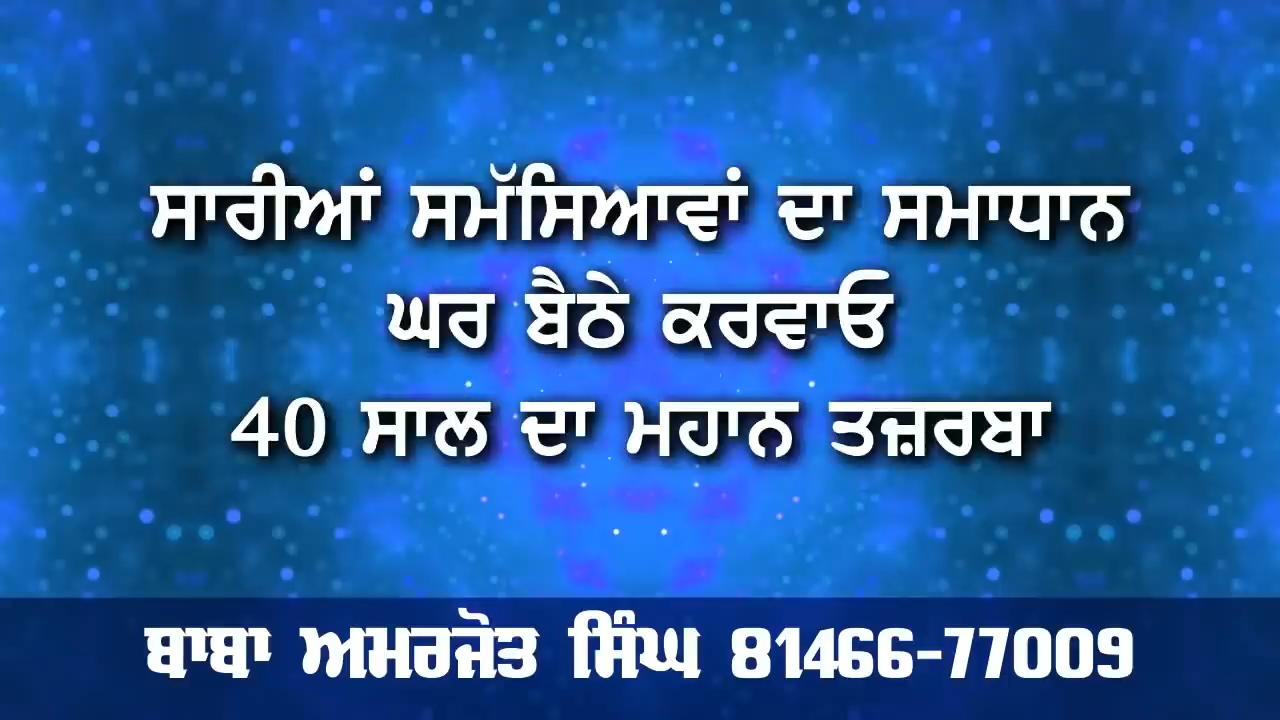 ਸਾਰੀਆਂ ਸਮੱਸਿਆਵਾਂ ਦਾ ਸਮਾਧਾਨ
ਘਰ ਬੈਠੇ ਕਰਵਾਓ
40 ਸਾਲ ਦਾ ਮਹਾਨ ਤਜ਼ਰਬਾ
ਬਾਬਾ ਅਮਰਜੋਤ ਸਿੰਘ 81466-77009